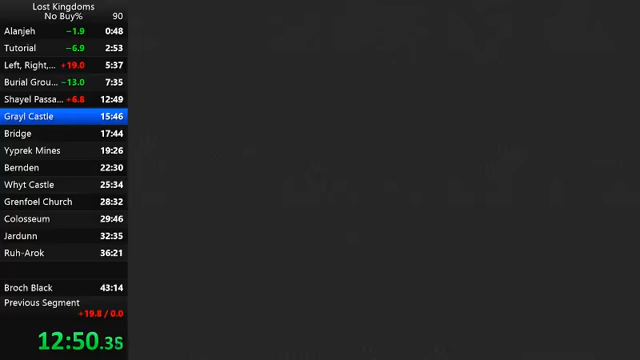 Lost Kingdoms
No Buy% 90
Alanjeh −1.9 0:48
Tutorial −6.9 2:53
Left, Right,... +19.0 5:37
Burial Grou... −13.0 7:35
Shayel Passa... +6.8 12:49
Grayl Castle 15:46
Bridge 17:44
Yyprek Mines 19:26
Bernden 22:30
Whyt Castle 25:34
Grenfoel Church 28:32
Colosseum 29:46
Jardunn 32:35
Ruh-Arok 36:21
Broch Black 43:14
Previous Segment
+19.8 / 0.0
12:50.35